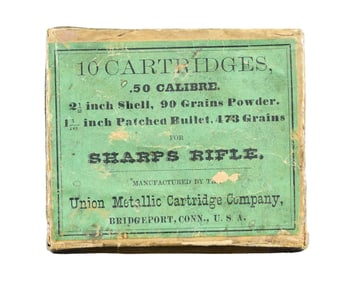 10 CARTRIDGES,
.50 CALIBRE.
2½ inch Shell, 90 Grains Powder.
inch Patched Bullet, 473 Grains
FOR
SHARPS RIFLE.
MANUFACTURED BY
Union Metallic Cartridge Company,
BRIDGEPORT, CONN., U. S. A.